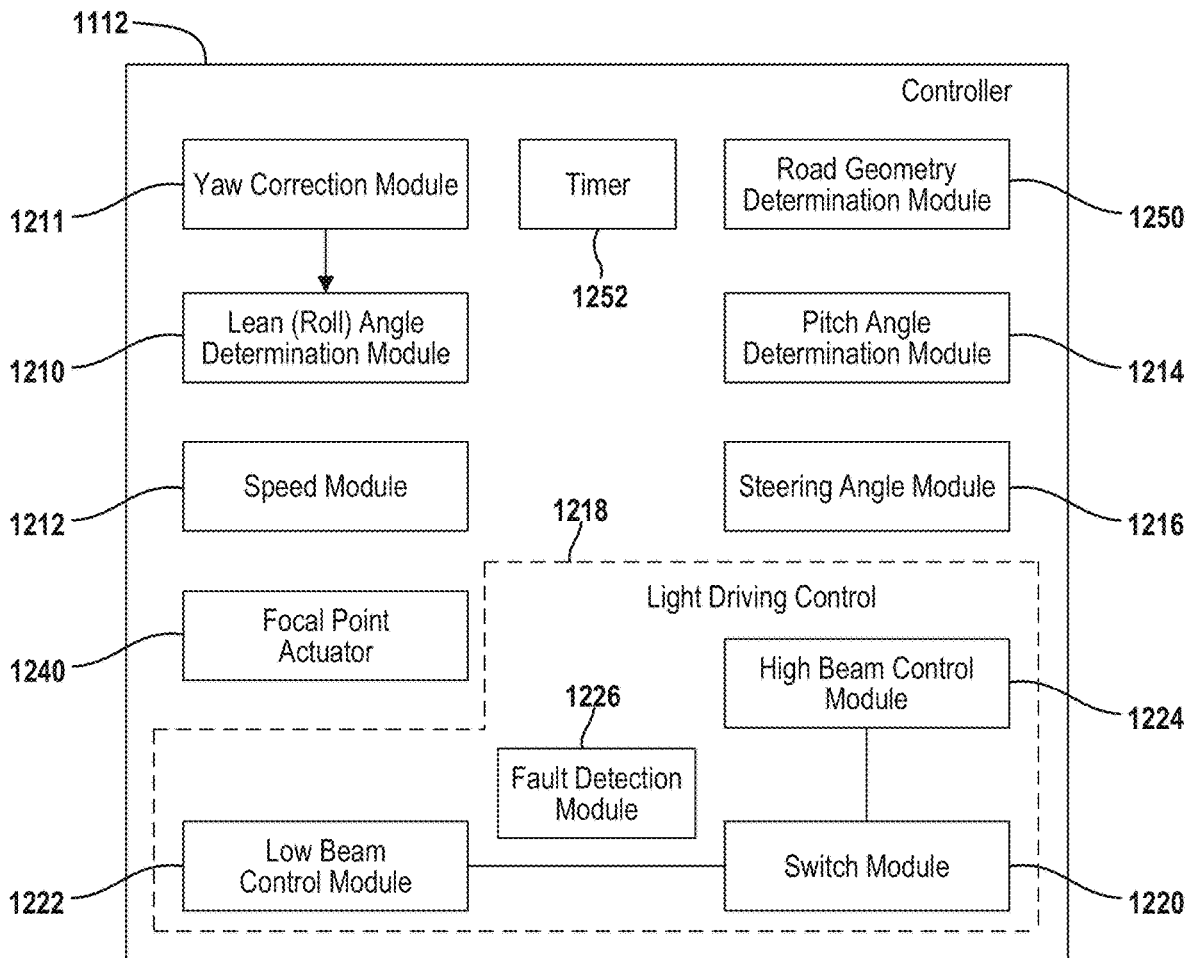 1112
Controller
Yaw Correction Module
Timer
Road Geometry
Determination Module
1211
1252
1250
Lean (Roll) Angle
Determination Module
Pitch Angle
Determination Module
1210
1214
Speed Module
Steering Angle Module
1212
1216
1218
Light Driving Control
Focal Point
Actuator
1240
High Beam Control
Module
1224
1226
Fault Detection
Module
Low Beam
Control Module
Switch Module
1222
1220